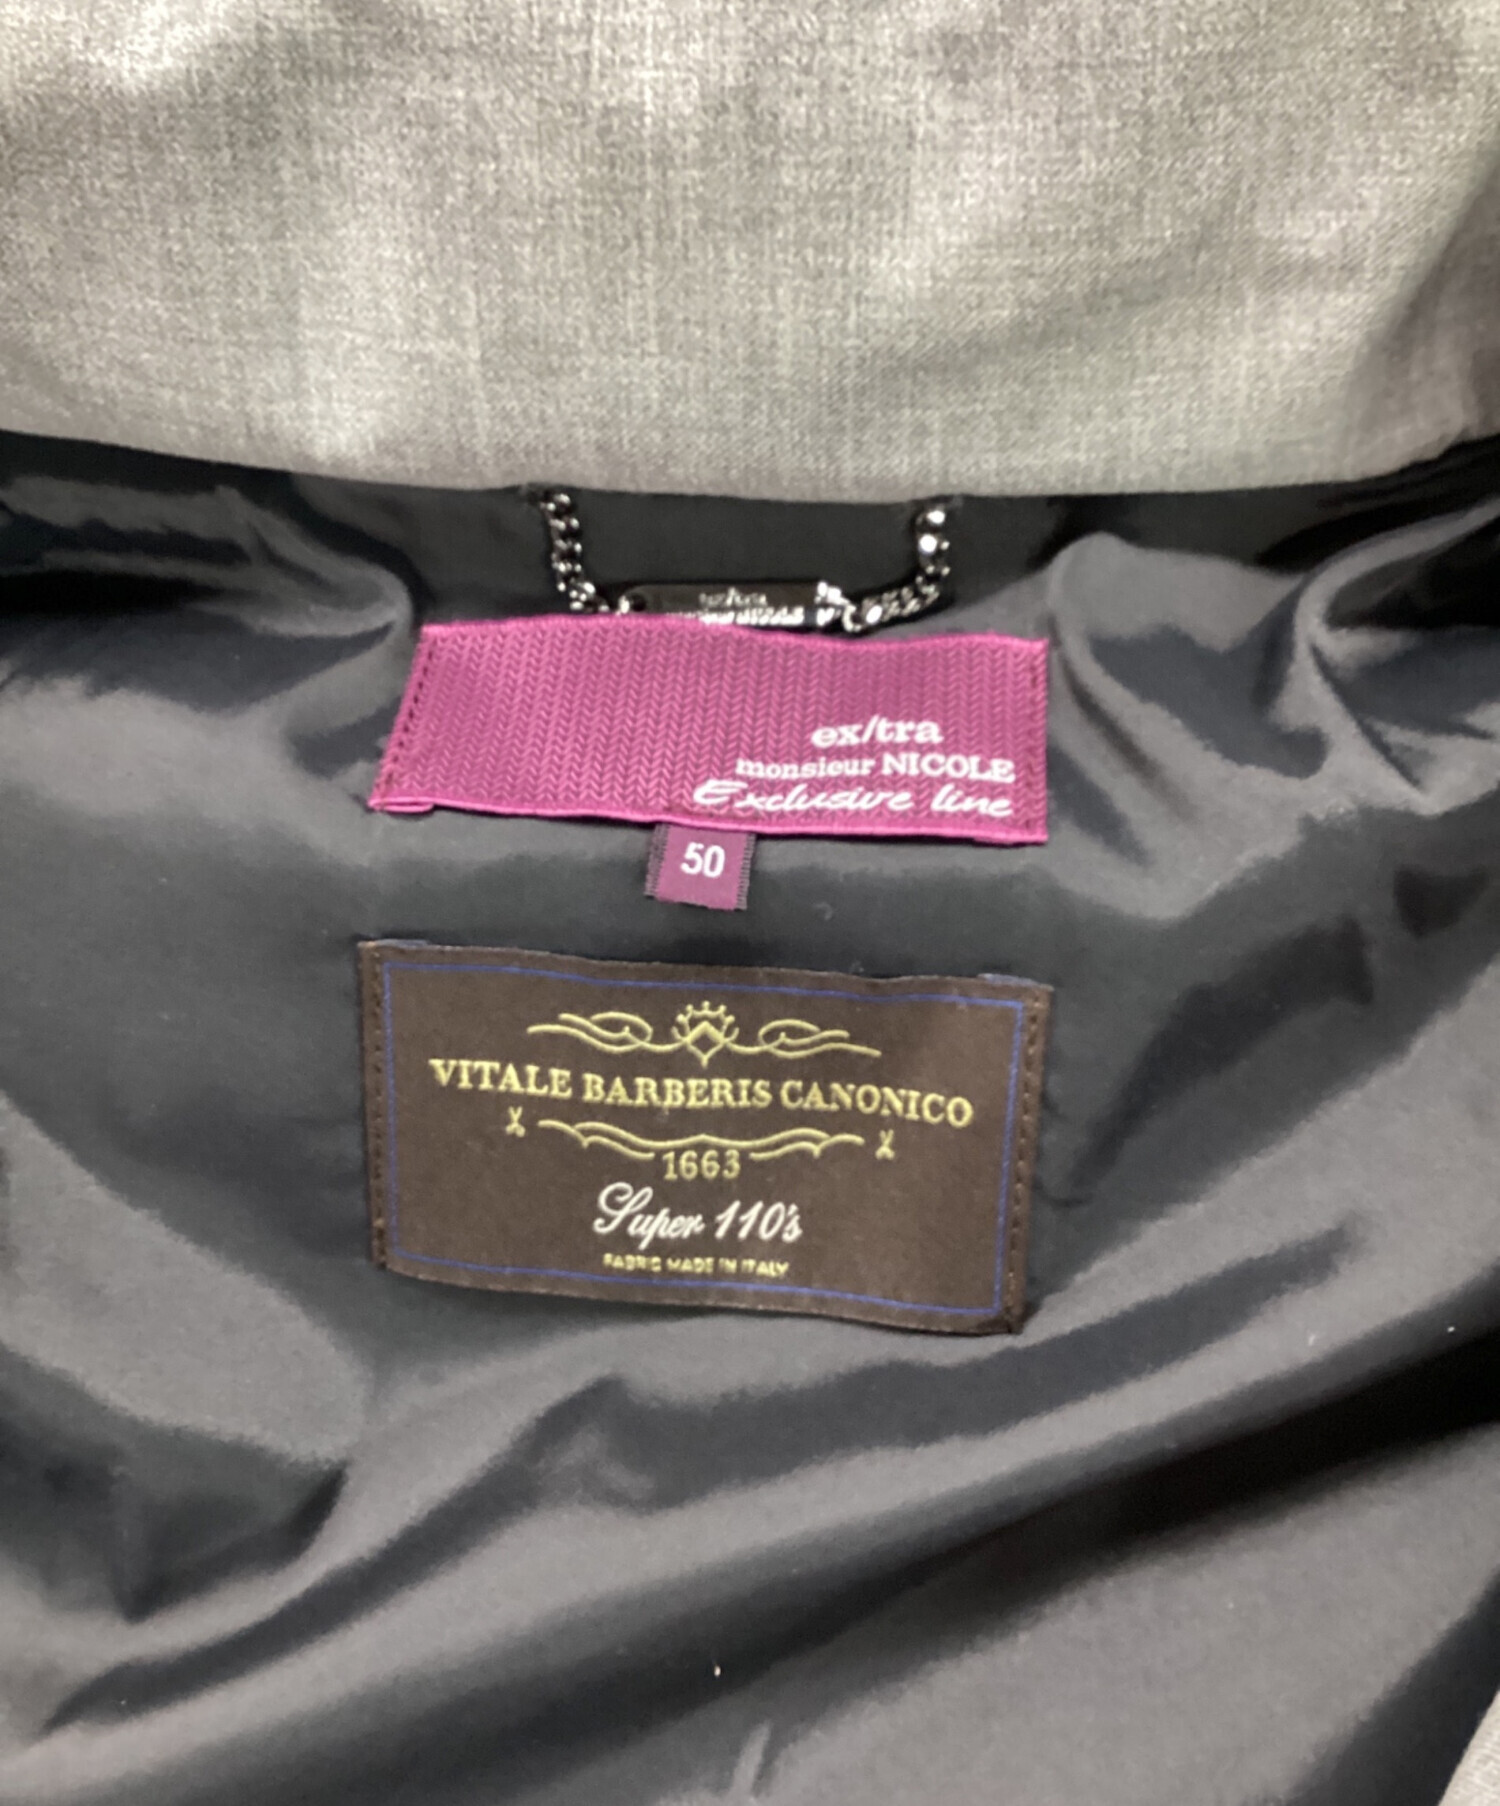 ex/tra
monsieur NICOLE
Exclusive line
50
VITALE BARBERIS CANONICO
1663
Super 110's
FABRIC MADE IN ITALY